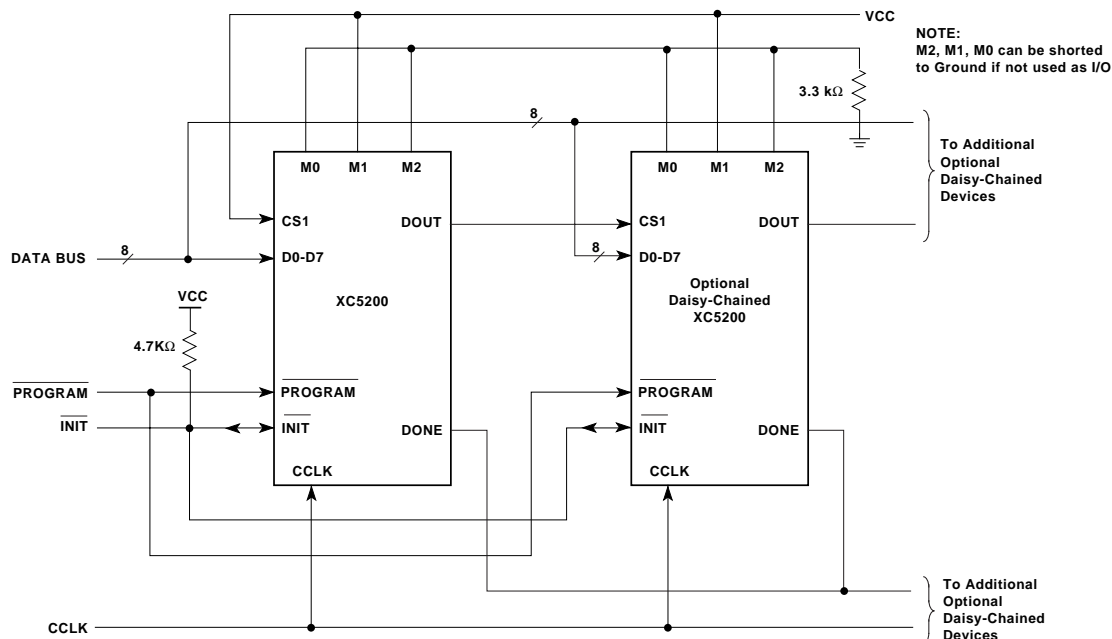 VCC
NOTE:
M2, M1, M0 can be shorted
to Ground if not used as I/O
3.3 kΩ
8
To Additional
Optional
Daisy-Chained
Devices
M0 M1 M2
M0 M1 M2
CS1 DOUT
CS1 DOUT
DATA BUS
8
D0-D7
8
D0-D7
VCC
XC5200
Optional
Daisy-Chained
XC5200
4.7KΩ
PROGRAM
PROGRAM
PROGRAM
INIT
INIT DONE
INIT DONE
CCLK
CCLK
To Additional
Optional
Daisy-Chained
Devices
CCLK